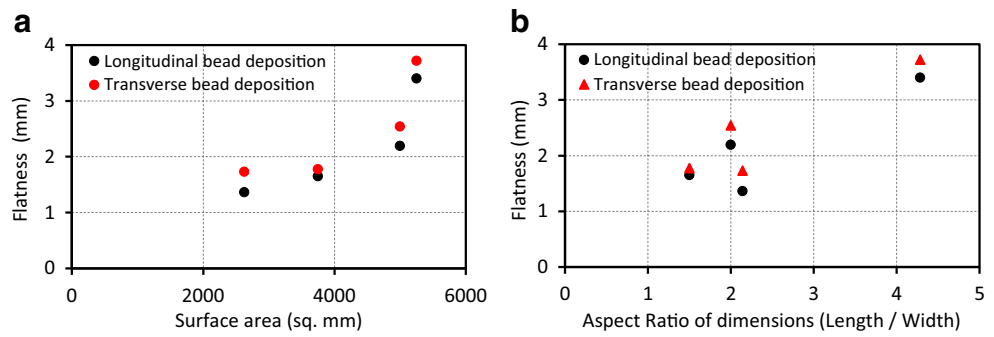 a
4
3
2
1
0
Flatness (mm)
Longitudinal bead deposition
Transverse bead deposition
0 2000 4000 6000
Surface area (sq. mm)
b
4
3
2
1
0
Flatness (mm)
Longitudinal bead deposition
Transverse bead deposition
0 1 2 3 4 5
Aspect Ratio of dimensions (Length / Width)